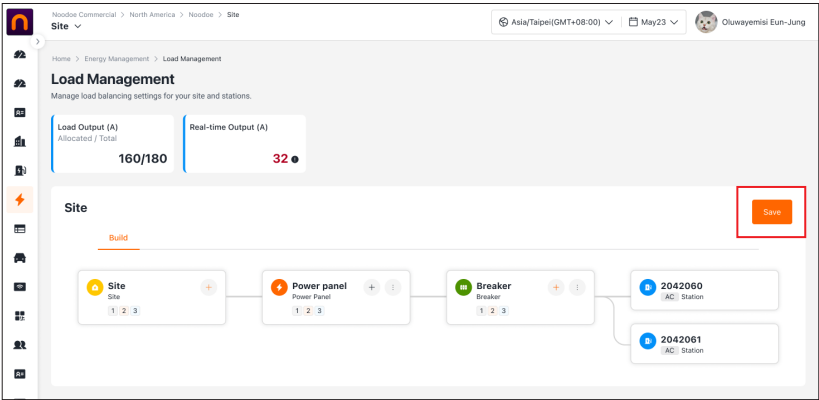 Noodoe Commercial > North America > Noodoe > Site
Site
Asia/Taipei(GMT+08:00)
May23
Oluwayemisi Eun-Jung
Home > Energy Management > Load Management
Load Management
Manage load balancing settings for your site and stations.
Load Output (A)
Allocated / Total
160/180
Real-time Output (A)
32
Site
Save
Build
Site
Site
1 2 3
Power panel
Power Panel
1 2 3
Breaker
Breaker
1 2 3
2042060
AC Station
2042061
AC Station